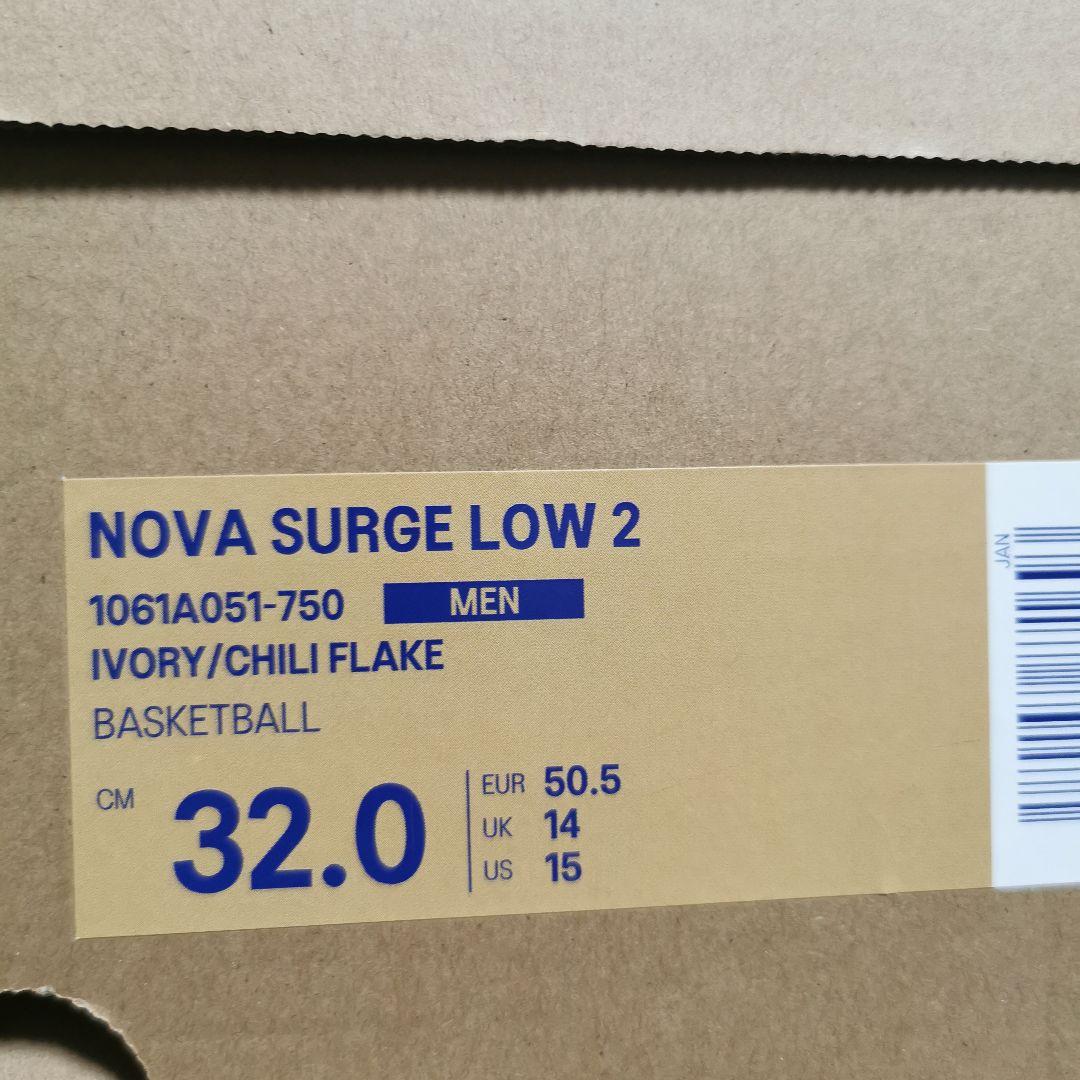 NOVA SURGE LOW 2
1061A051-750 MEN
IVORY/CHILI FLAKE
BASKETBALL
CM 32.0
EUR 50.5
UK 14
US 15
JAN